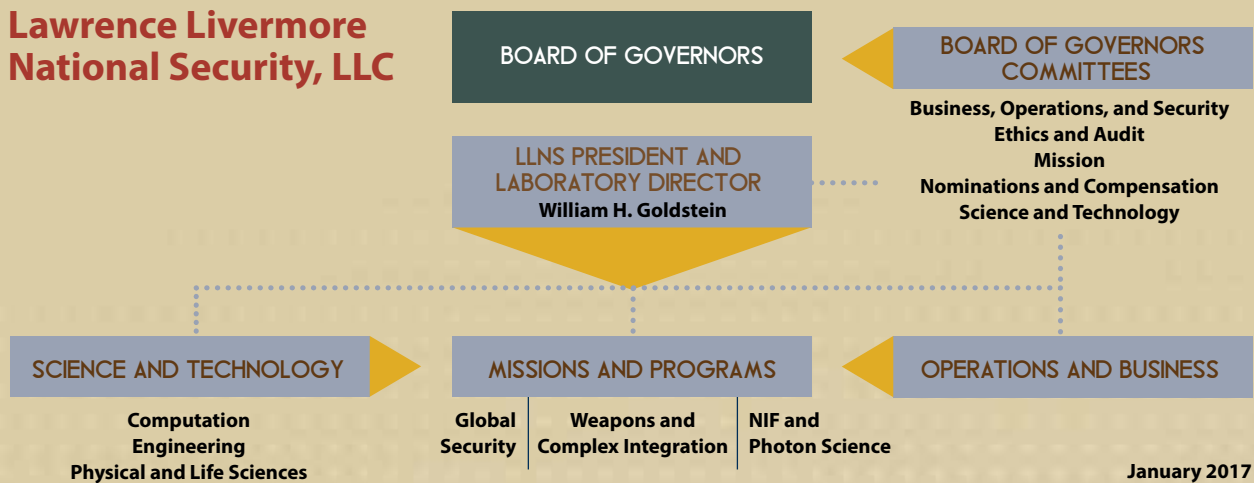 Lawrence Livermore
National Security, LLC
BOARD OF GOVERNORS
BOARD OF GOVERNORS
COMMITTEES
Business, Operations, and Security
Ethics and Audit
Mission
Nominations and Compensation
Science and Technology
LLNS PRESIDENT AND
LABORATORY DIRECTOR
William H. Goldstein
SCIENCE AND TECHNOLOGY
Computation
Engineering
Physical and Life Sciences
MISSIONS AND PROGRAMS
Global
Security
Weapons and
Complex Integration
NIF and
Photon Science
OPERATIONS AND BUSINESS
January 2017